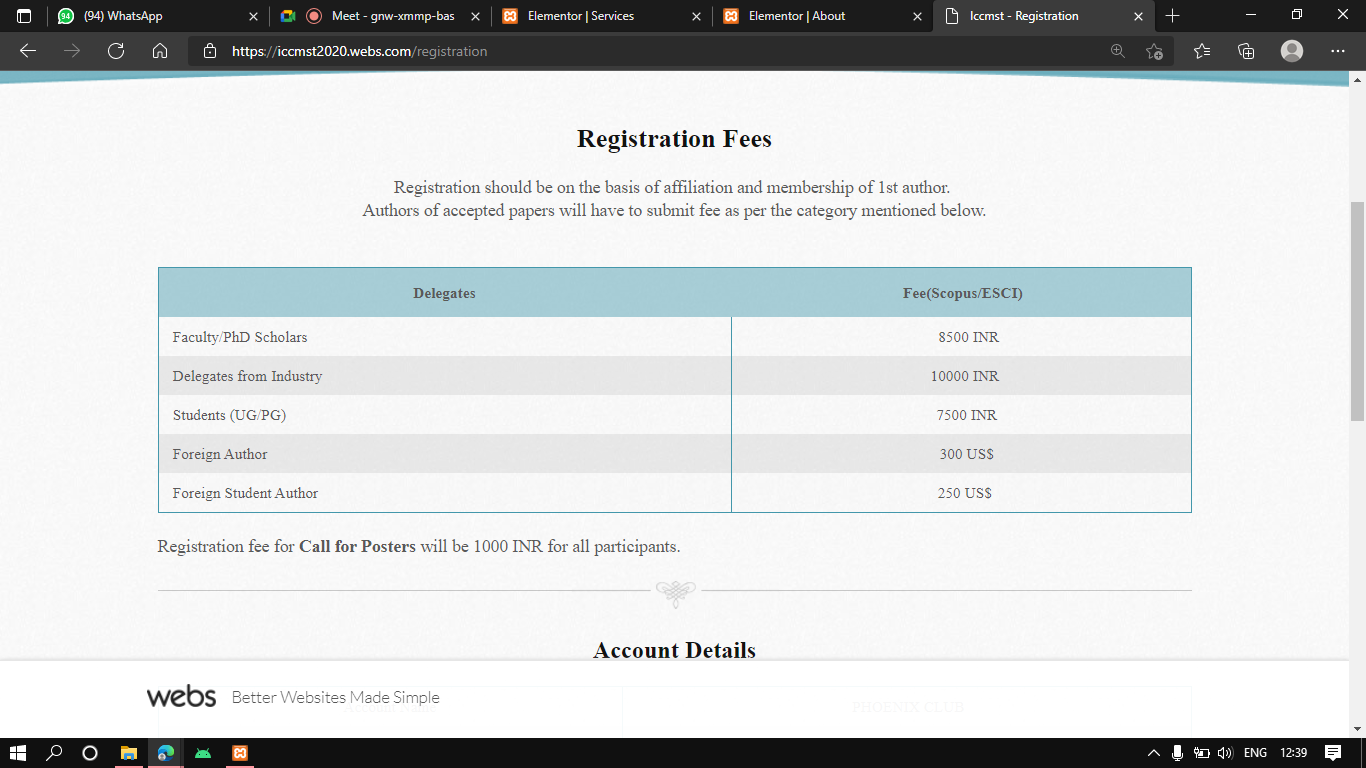 (94) WhatsApp
Meet - gnw-xmmp-bas
Elementor | Services
Elementor | About
Iccmst - Registration
https://iccmst2020.webs.com/registration
Registration Fees
Registration should be on the basis of affiliation and membership of 1st author.
Authors of accepted papers will have to submit fee as per the category mentioned below.
Delegates Fee(Scopus/ESCI)
Faculty/PhD Scholars 8500 INR
Delegates from Industry 10000 INR
Students (UG/PG) 7500 INR
Foreign Author 300 US$
Foreign Student Author 250 US$
Registration fee for Call for Posters will be 1000 INR for all participants.
Account Details
webs Better Websites Made Simple
PHOENIX CLUB
ENG 12:39